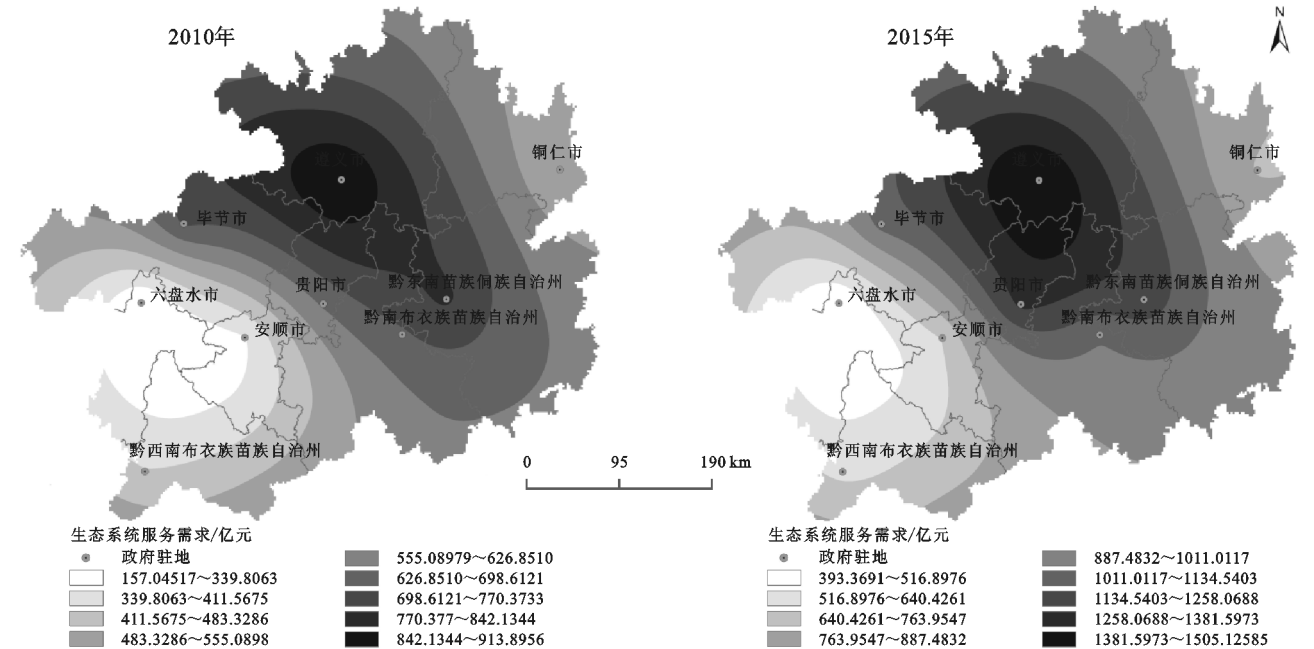 2010年
铜仁市
遵义市
毕节市
六盘水市
贵阳市
黔东南苗族侗族自治州
安顺市
黔南布衣族苗族自治州
黔西南布衣族苗族自治州
生态系统服务需求/亿元
政府驻地
157.04517～339.8063
339.8063～411.5675
411.5675～483.3286
483.3286～555.0898
555.08979～626.8510
626.8510～698.6121
698.6121～770.3733
770.377～842.1344
842.1344～913.8956
0 95 190 km
2015年
N
铜仁市
遵义市
毕节市
六盘水市
贵阳市
黔东南苗族侗族自治州
安顺市
黔南布衣族苗族自治州
黔西南布衣族苗族自治州
生态系统服务需求/亿元
政府驻地
393.3691～516.8976
516.8976～640.4261
640.4261～763.9547
763.9547～887.4832
887.4832～1011.0117
1011.0117～1134.5403
1134.5403～1258.0688
1258.0688～1381.5973
1381.5973～1505.12585